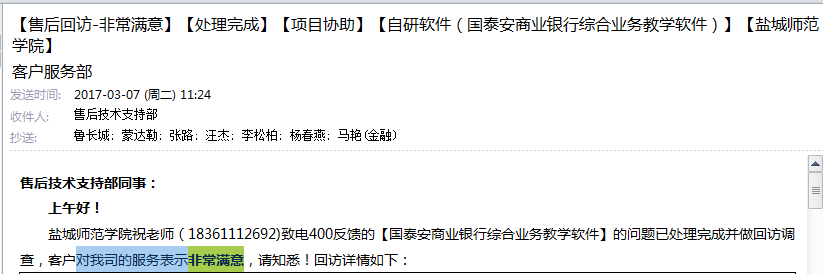 【售后回访-非常满意】【处理完成】【项目协助】【自研软件（国泰安商业银行综合业务教学软件）】【盐城师范
学院】
客户服务部
发送时间: 2017-03-07 (周二) 11:24
收件人: 售后技术支持部
抄送: 鲁长城; 蒙达勒; 张路; 汪杰; 李松柏; 杨春燕; 马艳(金融)
售后技术支持部同事：
上午好！
盐城师范学院祝老师（18361112692)致电400反馈的【国泰安商业银行综合业务教学软件】的问题已处理完成并做回访调
查，客户对我司的服务表示非常满意，请知悉！回访详情如下：